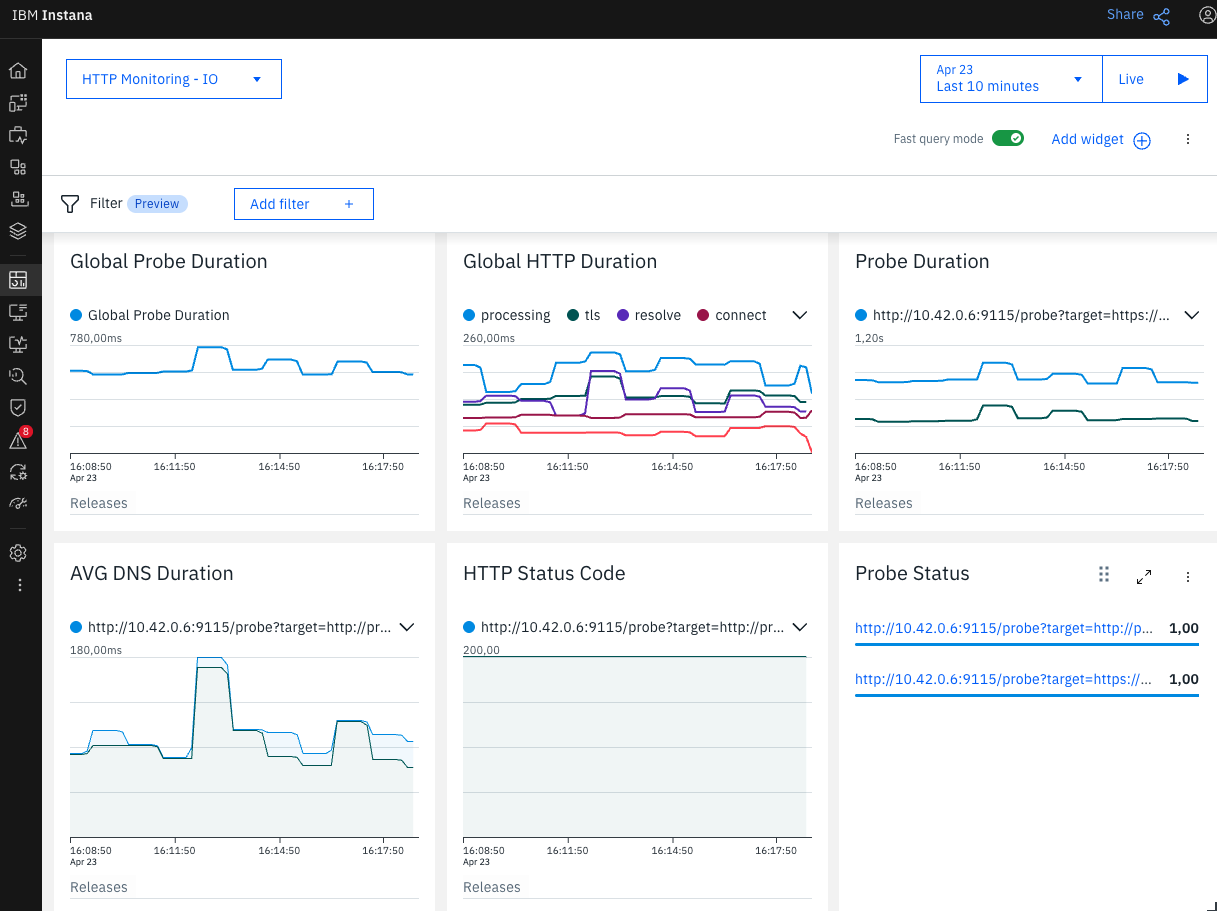 IBM Instana
Share
HTTP Monitoring - IO
Apr 23
Last 10 minutes
Live
Fast query mode
Add widget
Filter
Preview
Add filter +
8
Global Probe Duration
Global Probe Duration
780,00ms
16:08:50 16:11:50 16:14:50 16:17:50
Apr 23
Releases
Global HTTP Duration
processing tls resolve connect
260,00ms
16:08:50 16:11:50 16:14:50 16:17:50
Apr 23
Releases
Probe Duration
http://10.42.0.6:9115/probe?target=https://...
1,20s
16:08:50 16:11:50 16:14:50 16:17:50
Apr 23
Releases
AVG DNS Duration
http://10.42.0.6:9115/probe?target=http://pr...
180,00ms
16:08:50 16:11:50 16:14:50 16:17:50
Apr 23
Releases
HTTP Status Code
http://10.42.0.6:9115/probe?target=http://pr...
200,00
16:08:50 16:11:50 16:14:50 16:17:50
Apr 23
Releases
Probe Status
http://10.42.0.6:9115/probe?target=http://p... 1,00
http://10.42.0.6:9115/probe?target=https://... 1,00